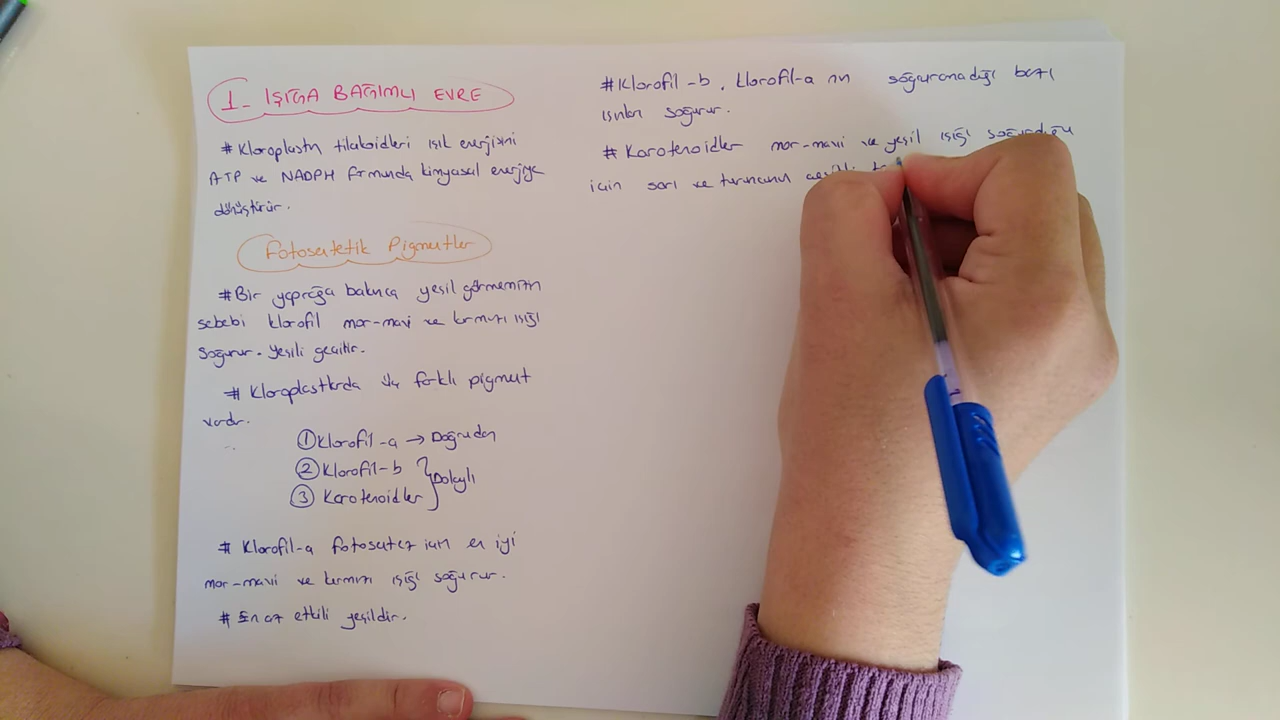 1- IŞIĞA BAĞIMLI EVRE
# Kloroplastın tilakoidleri ışık enerjisini
ATP ve NADPH formunda kimyasal enerjiye
dönüştürür.
Fotosentetik Pigmentler
# Bir yaprağa bakınca yeşil görmemizin
sebebi klorofil mor-mavi ve kırmızı ışığı
soğurur. Yeşili geçirir.
# Kloroplastlarda üç farklı pigment
vardır.
① Klorofil-a → Doğrudan
② Klorofil-b
③ Karotenoidler
Dolaylı
# Klorofil-a fotosentez için en iyi
mor-mavi ve kırmızı ışığı soğurur.
# En az etkili yeşildir.
# Klorofil-b, klorofil-a nın soğuramadığı bazı
ışınları soğurur.
# Karotenoidler mor-mavi ve yeşil ışığı soğurduğu
için sarı ve turuncunun çeşitli